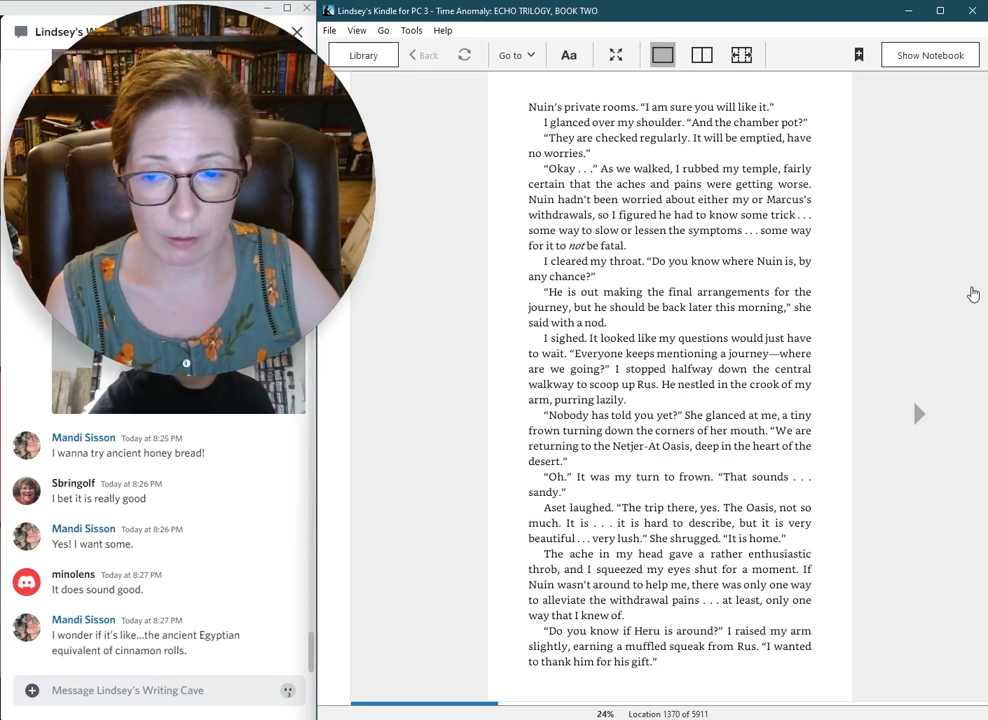 Lindsey's W
Mandi Sisson Today at 8:25 PM
I wanna try ancient honey bread!
Sbringolf Today at 8:26 PM
I bet it is really good
Mandi Sisson Today at 8:26 PM
Yes! I want some.
minolens Today at 8:27 PM
It does sound good.
Mandi Sisson Today at 8:27 PM
I wonder if it's like...the ancient Egyptian
equivalent of cinnamon rolls.
Message Lindsey's Writing Cave
Lindsey's Kindle for PC 3 - Time Anomaly: ECHO TRILOGY, BOOK TWO
File View Go Tools Help
Library Back Go to Aa Show Notebook
Nuin's private rooms. “I am sure you will like it.”
I glanced over my shoulder. “And the chamber pot?”
“They are checked regularly. It will be emptied, have
no worries.”
“Okay . . .” As we walked, I rubbed my temple, fairly
certain that the aches and pains were getting worse.
Nuin hadn't been worried about either my or Marcus's
withdrawals, so I figured he had to know some trick . . .
some way to slow or lessen the symptoms . . . some way
for it to not be fatal.
I cleared my throat. “Do you know where Nuin is, by
any chance?”
“He is out making the final arrangements for the
journey, but he should be back later this morning,” she
said with a nod.
I sighed. It looked like my questions would just have
to wait. “Everyone keeps mentioning a journey—where
are we going?” I stopped halfway down the central
walkway to scoop up Rus. He nestled in the crook of my
arm, purring lazily.
“Nobody has told you yet?” She glanced at me, a tiny
frown turning down the corners of her mouth. “We are
returning to the Netjer-At Oasis, deep in the heart of the
desert.”
“Oh.” It was my turn to frown. “That sounds . . .
sandy.”
Aset laughed. “The trip there, yes. The Oasis, not so
much. It is . . . it is hard to describe, but it is very
beautiful . . . very lush.” She shrugged. “It is home.”
The ache in my head gave a rather enthusiastic
throb, and I squeezed my eyes shut for a moment. If
Nuin wasn't around to help me, there was only one way
to alleviate the withdrawal pains . . . at least, only one
way that I knew of.
“Do you know if Heru is around?” I raised my arm
slightly, earning a muffled squeak from Rus. “I wanted
to thank him for his gift.”
24% Location 1370 of 5911